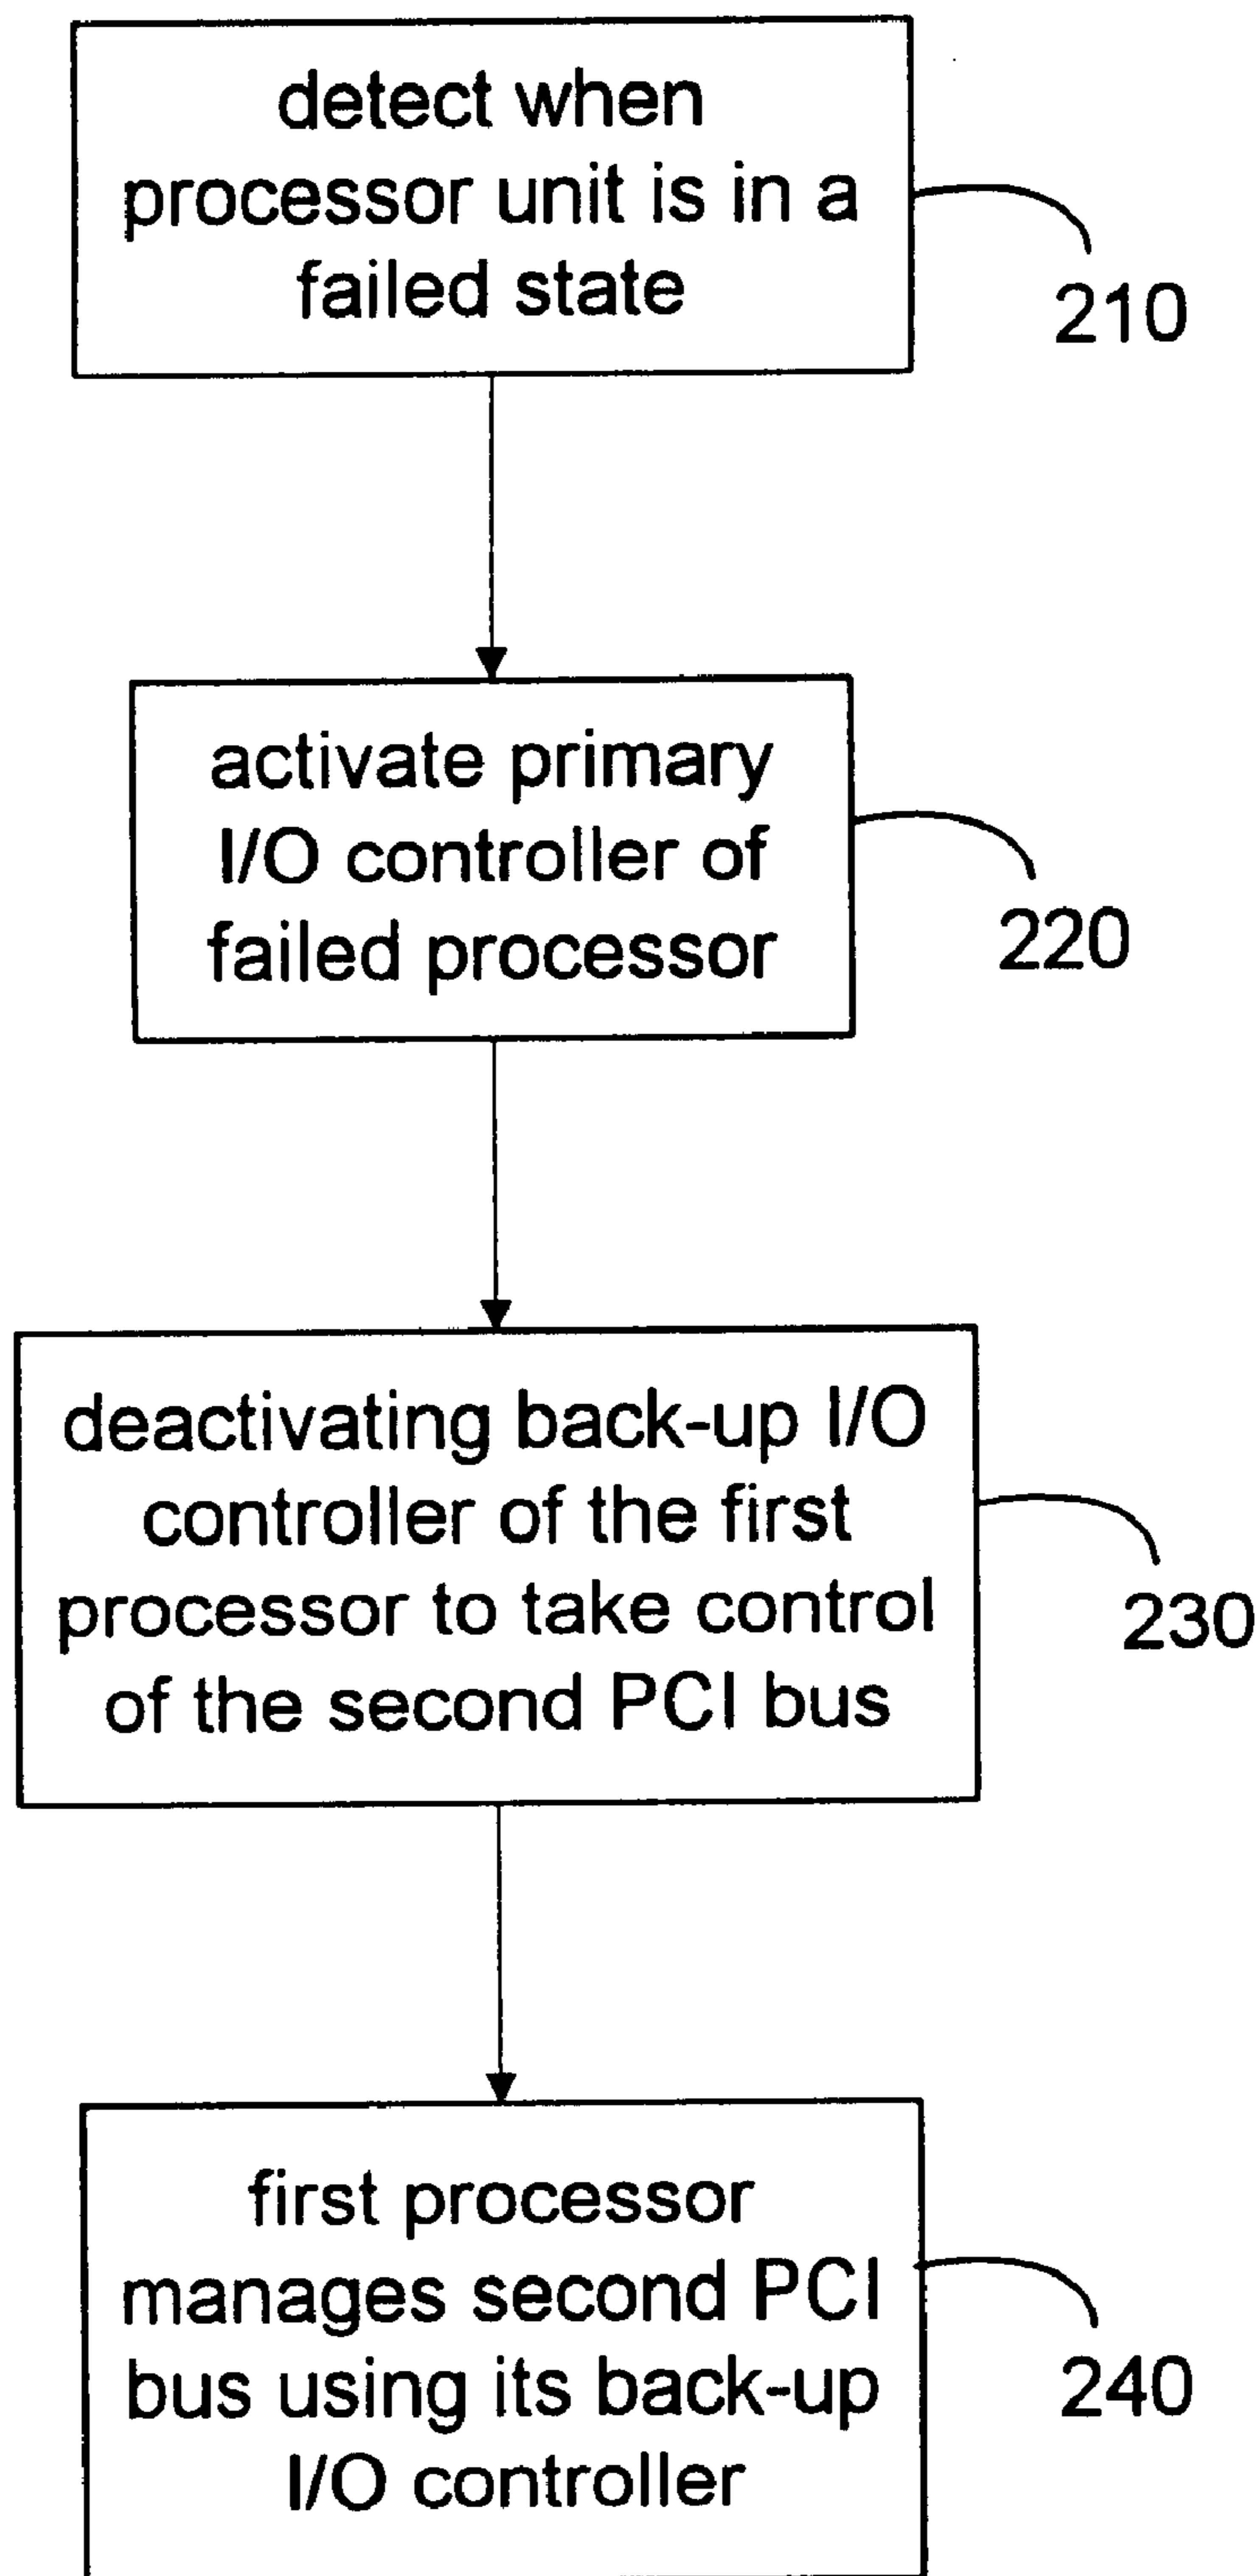 detect when
processor unit is in a
failed state
210
activate primary
I/O controller of
failed processor
220
deactivating back-up I/O
controller of the first
processor to take control
of the second PCI bus
230
first processor
manages second PCI
bus using its back-up
I/O controller
240